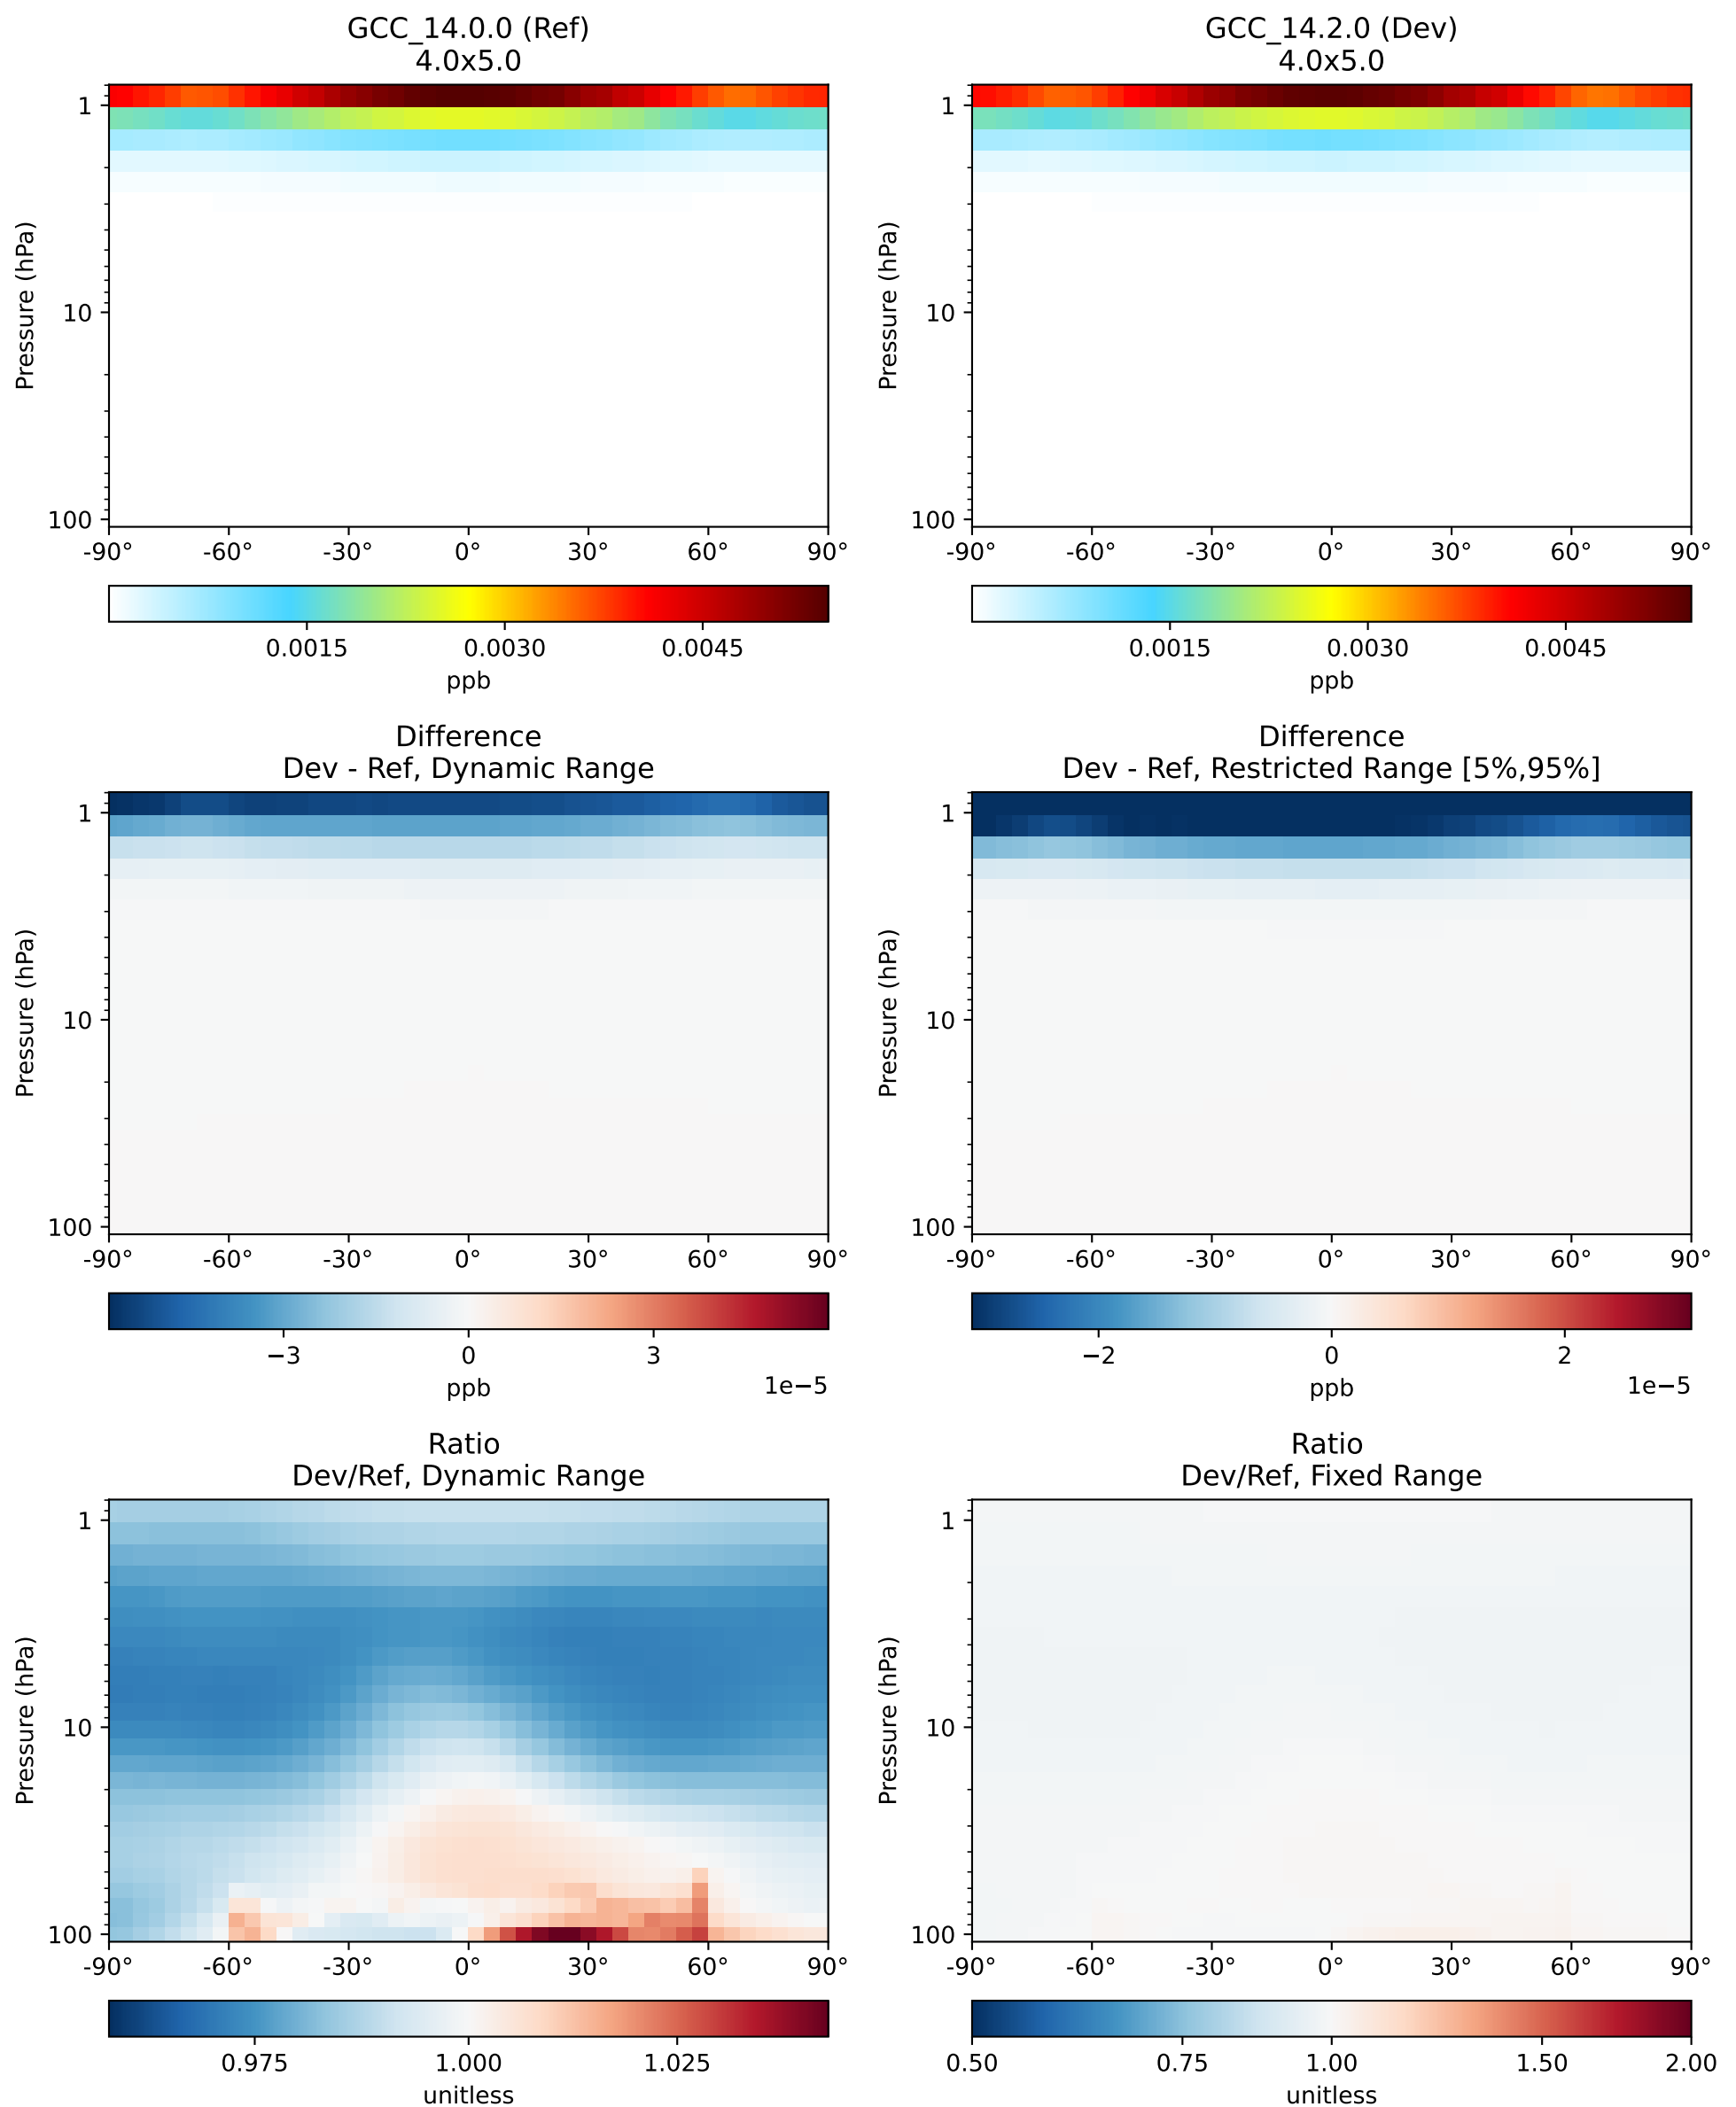 GCC_14.0.0 (Ref)
4.0x5.0
Pressure (hPa)
1
10
100
-90° -60° -30° 0° 30° 60° 90°
0.0015 0.0030 0.0045
ppb
GCC_14.2.0 (Dev)
4.0x5.0
Pressure (hPa)
1
10
100
-90° -60° -30° 0° 30° 60° 90°
0.0015 0.0030 0.0045
ppb
Difference
Dev - Ref, Dynamic Range
Pressure (hPa)
1
10
100
-90° -60° -30° 0° 30° 60° 90°
−3 0 3
1e−5
ppb
Difference
Dev - Ref, Restricted Range [5%,95%]
Pressure (hPa)
1
10
100
-90° -60° -30° 0° 30° 60° 90°
−2 0 2
1e−5
ppb
Ratio
Dev/Ref, Dynamic Range
Pressure (hPa)
1
10
100
-90° -60° -30° 0° 30° 60° 90°
0.975 1.000 1.025
unitless
Ratio
Dev/Ref, Fixed Range
Pressure (hPa)
1
10
100
-90° -60° -30° 0° 30° 60° 90°
0.50 0.75 1.00 1.50 2.00
unitless